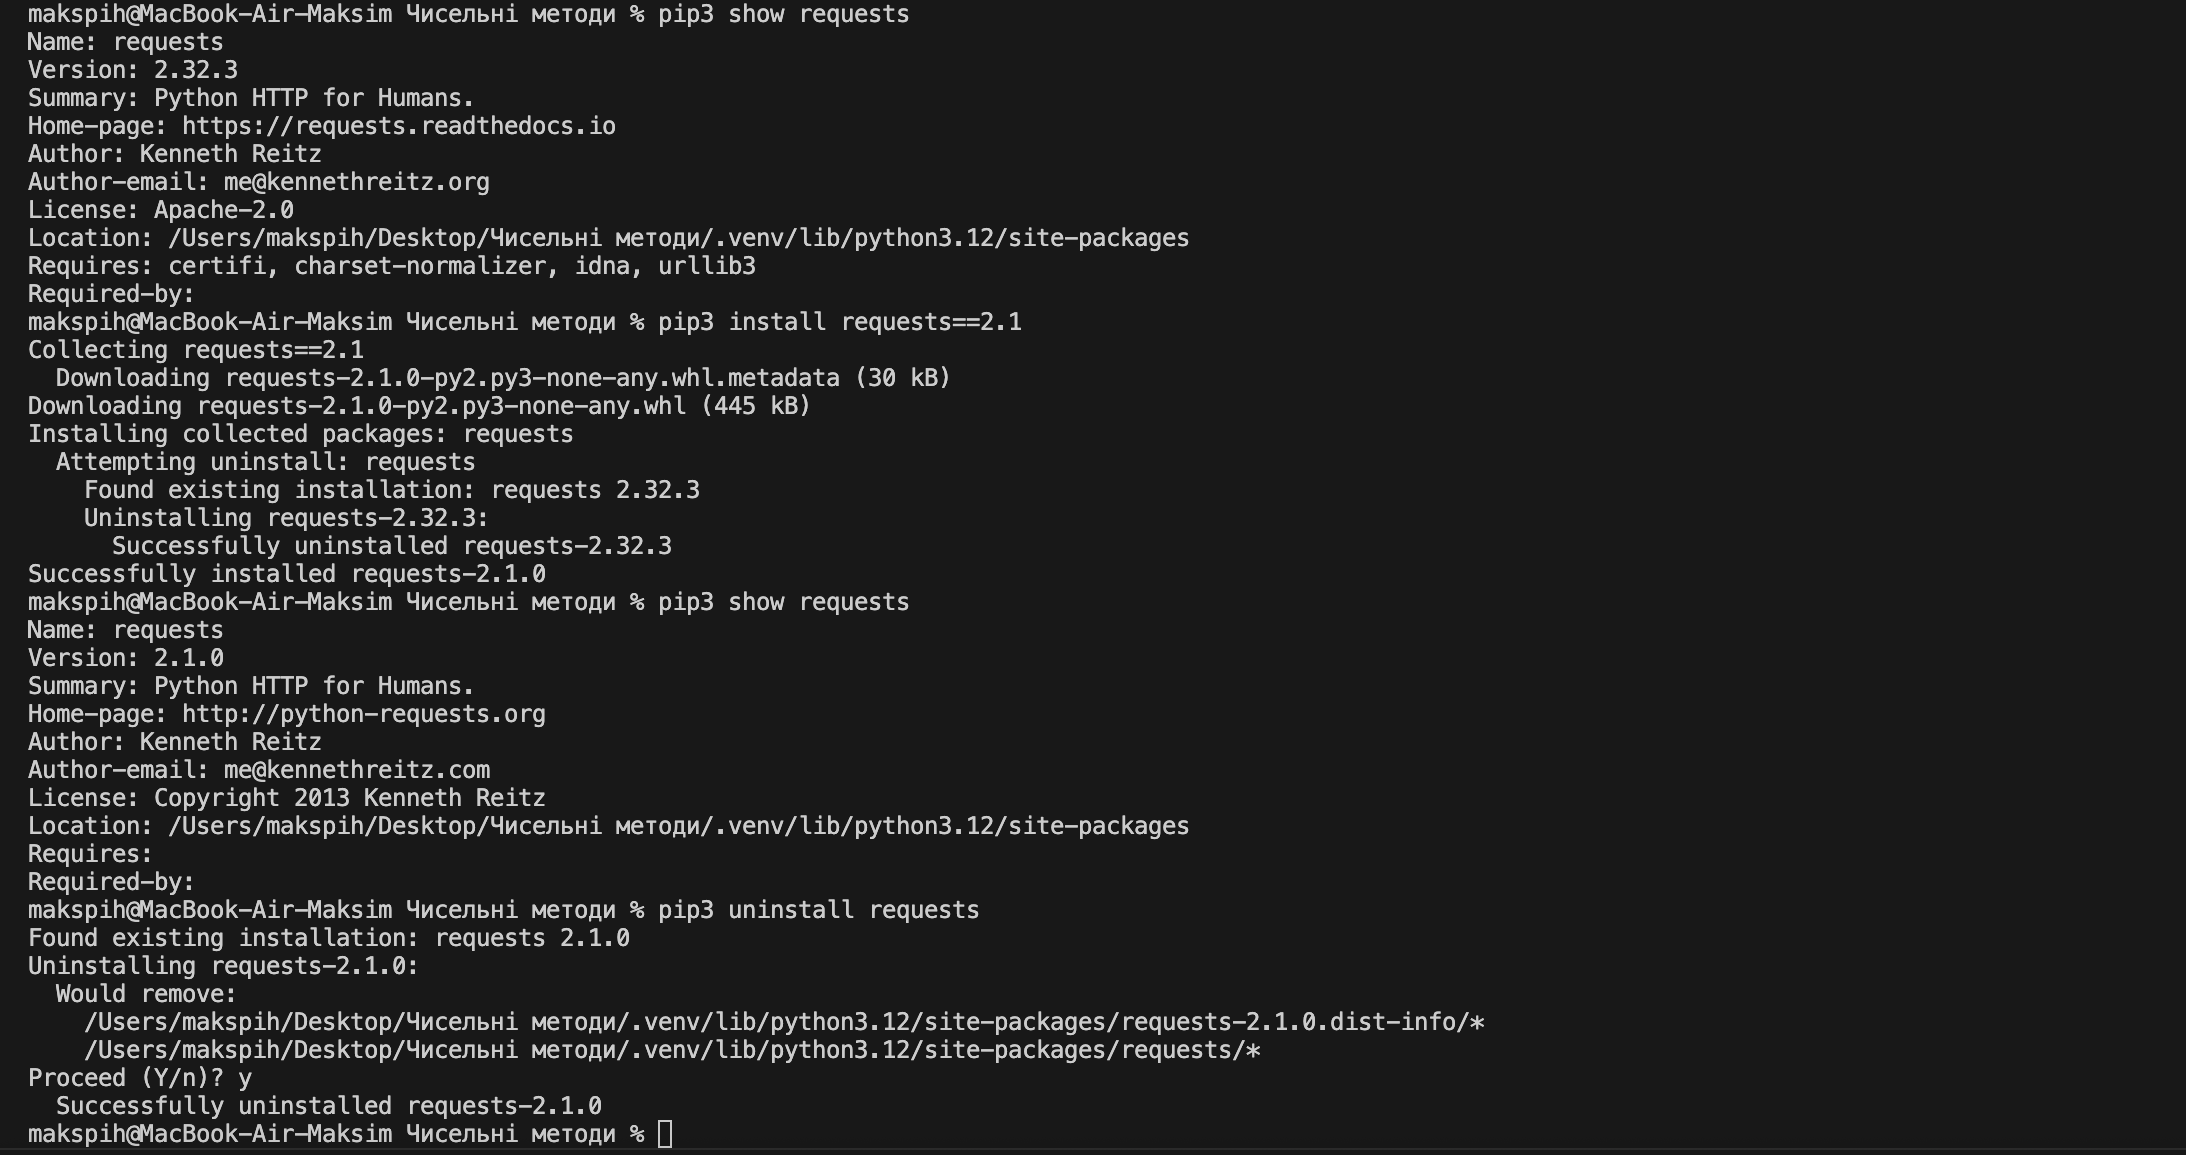 makspih@MacBook-Air-Maksim Чисельні методи % pip3 show requests
Name: requests
Version: 2.32.3
Summary: Python HTTP for Humans.
Home-page: https://requests.readthedocs.io
Author: Kenneth Reitz
Author-email: me@kennethreitz.org
License: Apache-2.0
Location: /Users/makspih/Desktop/Чисельні методи/.venv/lib/python3.12/site-packages
Requires: certifi, charset-normalizer, idna, urllib3
Required-by:
makspih@MacBook-Air-Maksim Чисельні методи % pip3 install requests==2.1
Collecting requests==2.1
  Downloading requests-2.1.0-py2.py3-none-any.whl.metadata (30 kB)
Downloading requests-2.1.0-py2.py3-none-any.whl (445 kB)
Installing collected packages: requests
  Attempting uninstall: requests
    Found existing installation: requests 2.32.3
    Uninstalling requests-2.32.3:
      Successfully uninstalled requests-2.32.3
Successfully installed requests-2.1.0
makspih@MacBook-Air-Maksim Чисельні методи % pip3 show requests
Name: requests
Version: 2.1.0
Summary: Python HTTP for Humans.
Home-page: http://python-requests.org
Author: Kenneth Reitz
Author-email: me@kennethreitz.com
License: Copyright 2013 Kenneth Reitz
Location: /Users/makspih/Desktop/Чисельні методи/.venv/lib/python3.12/site-packages
Requires:
Required-by:
makspih@MacBook-Air-Maksim Чисельні методи % pip3 uninstall requests
Found existing installation: requests 2.1.0
Uninstalling requests-2.1.0:
  Would remove:
    /Users/makspih/Desktop/Чисельні методи/.venv/lib/python3.12/site-packages/requests-2.1.0.dist-info/*
    /Users/makspih/Desktop/Чисельні методи/.venv/lib/python3.12/site-packages/requests/*
Proceed (Y/n)? y
  Successfully uninstalled requests-2.1.0
makspih@MacBook-Air-Maksim Чисельні методи %